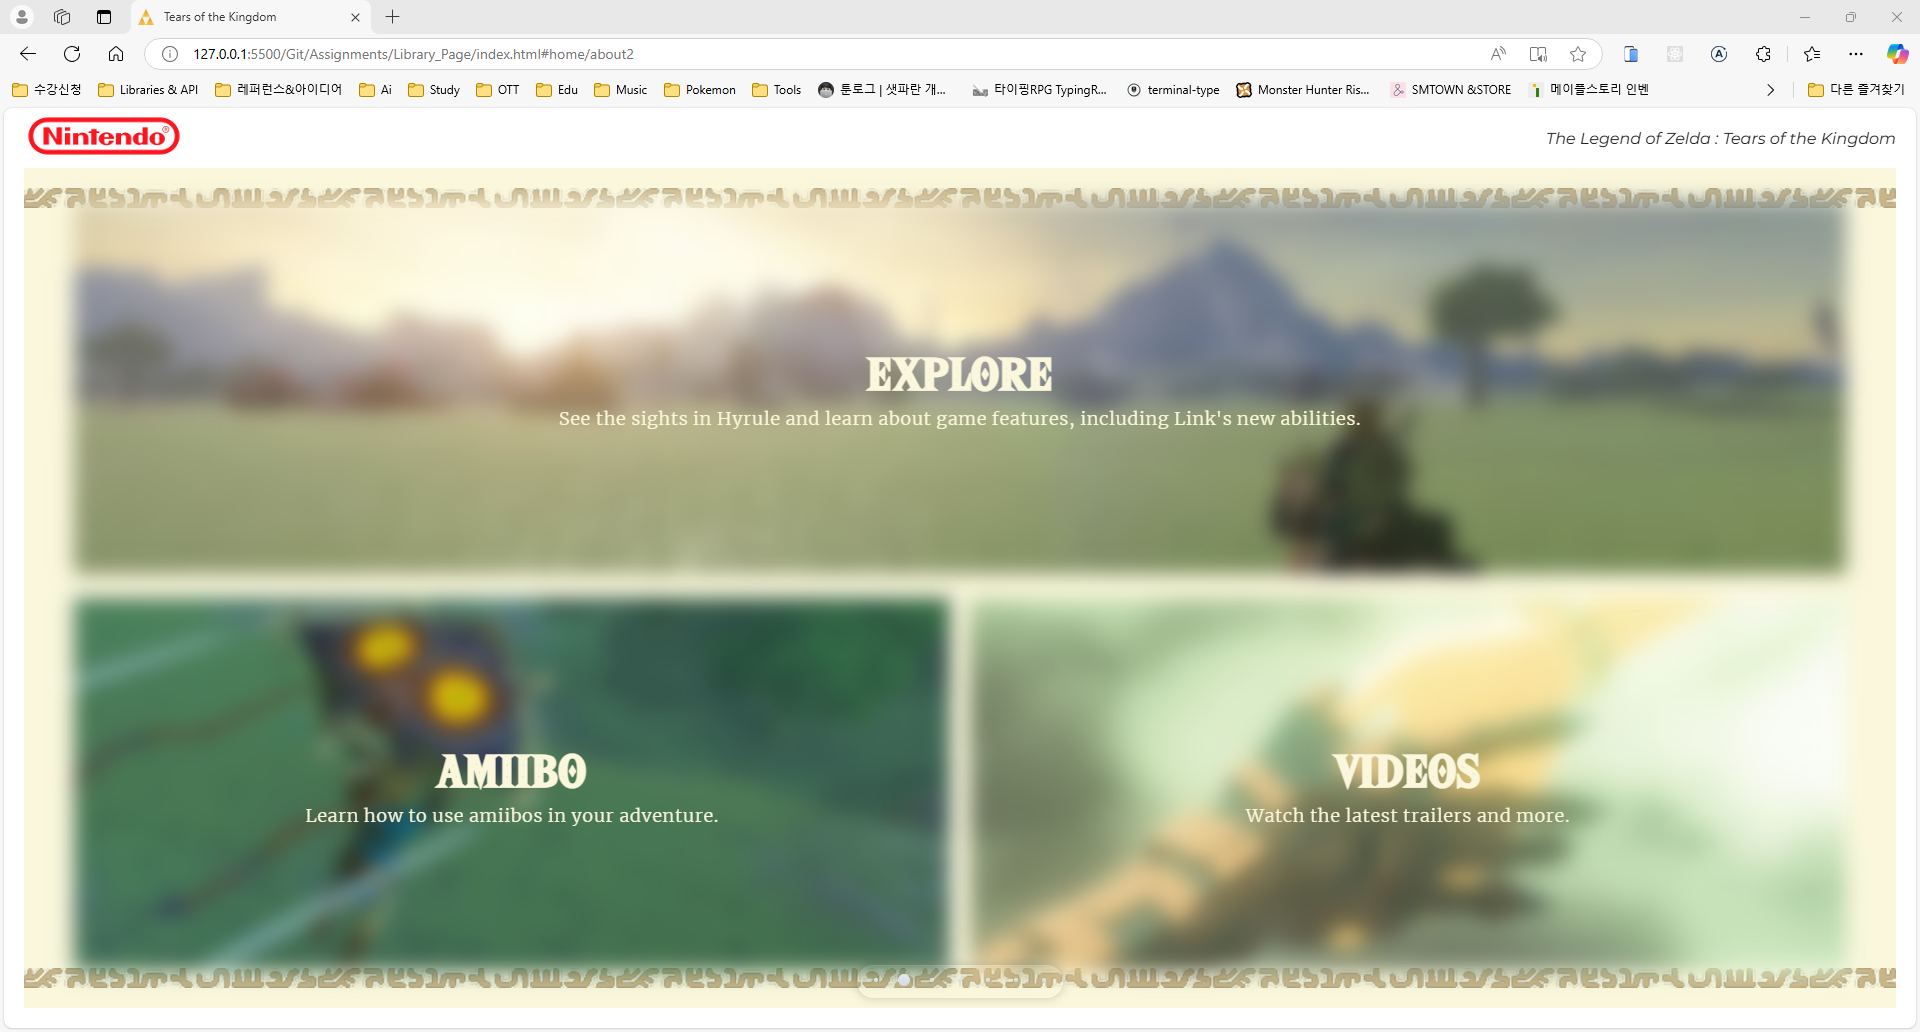 Tears of the Kingdom
127.0.0.1:5500/Git/Assignments/Library_Page/index.html#home/about2
수강신청 Libraries & API 레퍼런스&아이디어 Ai Study OTT Edu Music Pokemon Tools 툰로그 | 샛파란 개... 타이핑RPG TypingR... terminal-type Monster Hunter Ris... SMTOWN &STORE 메이플스토리 인벤 다른 즐겨찾기
Nintendo®
The Legend of Zelda : Tears of the Kingdom
EXPLORE
See the sights in Hyrule and learn about game features, including Link's new abilities.
AMIIBO
Learn how to use amiibos in your adventure.
VIDEOS
Watch the latest trailers and more.